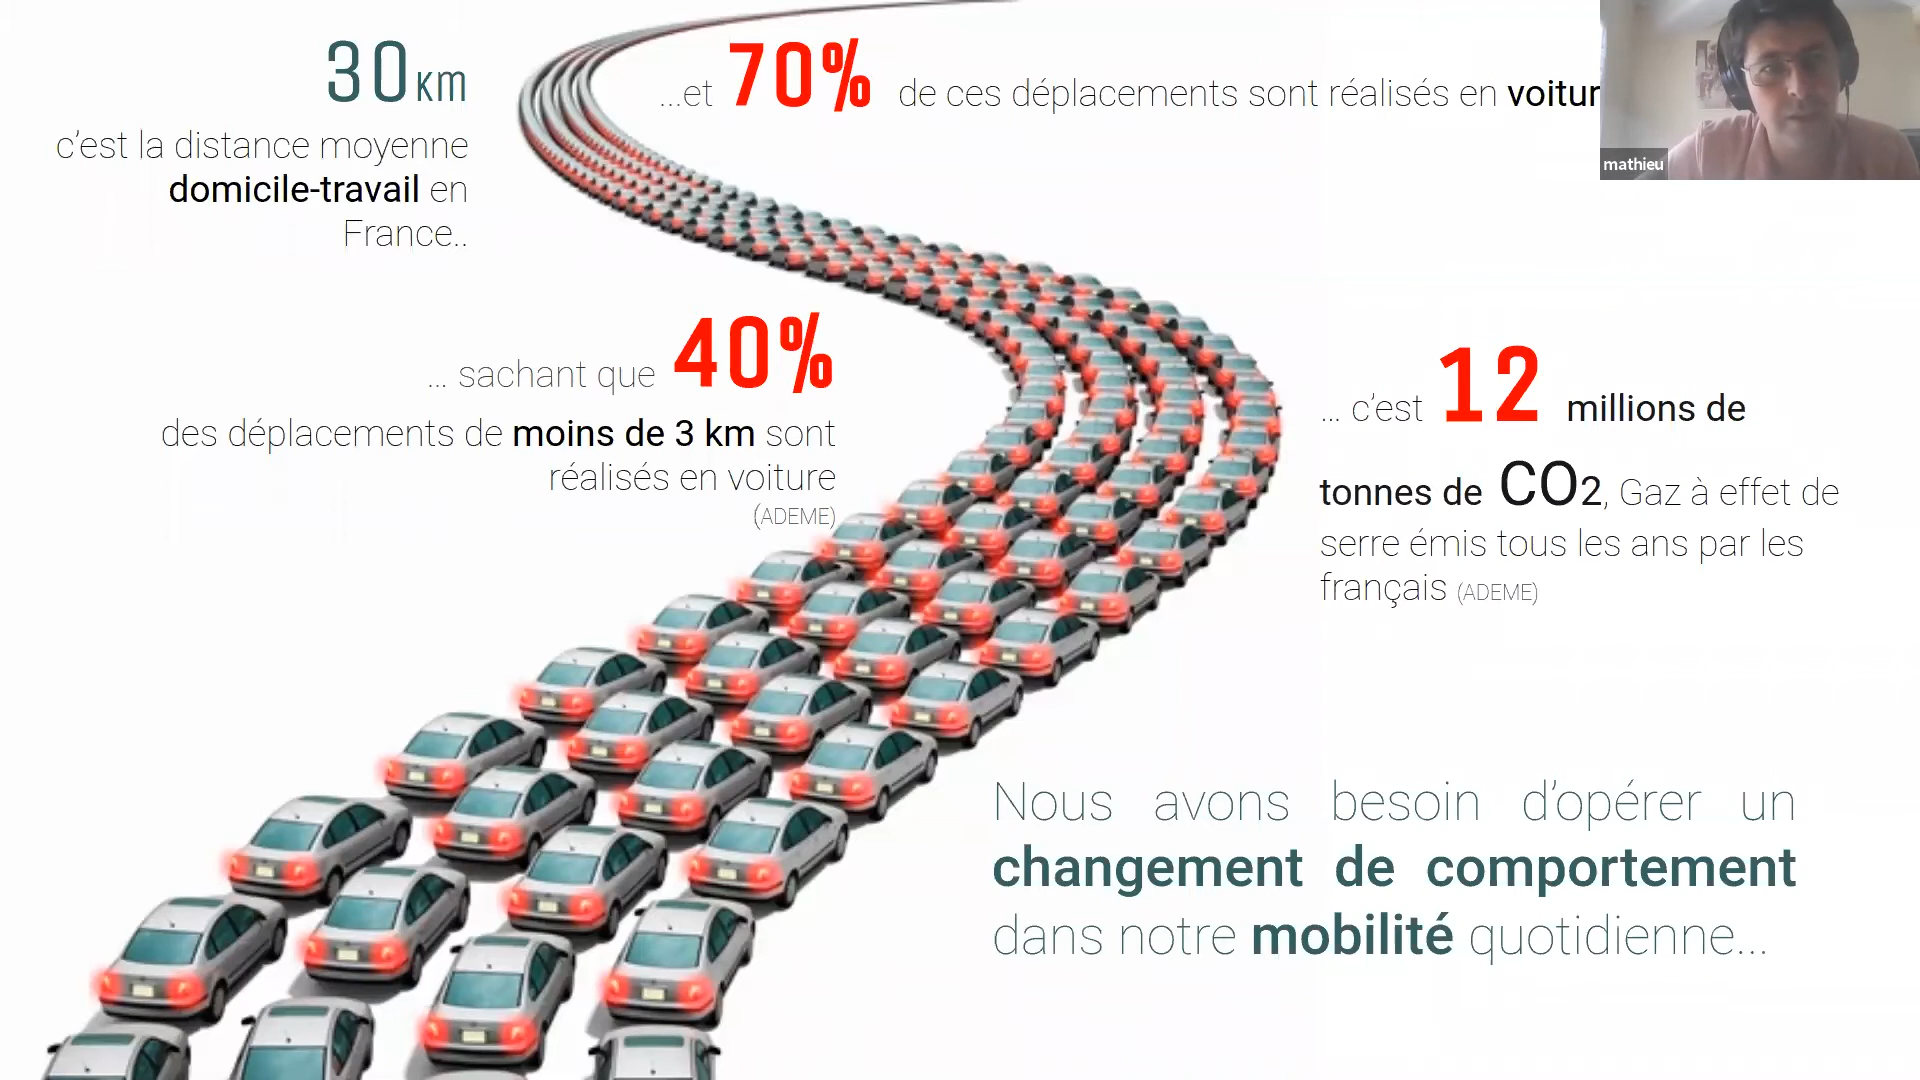 30 km
c'est la distance moyenne
domicile-travail en
France..
...et 70% de ces déplacements sont réalisés en
mathieu
... sachant que 40%
des déplacements de moins de 3 km sont
réalisés en voiture
(ADEME)
... c'est 12 millions de
tonnes de CO2, Gaz à effet de
serre émis tous les ans par les
français (ADEME)
Nous avons besoin d'opérer un
changement de comportement
dans notre mobilité quotidienne...